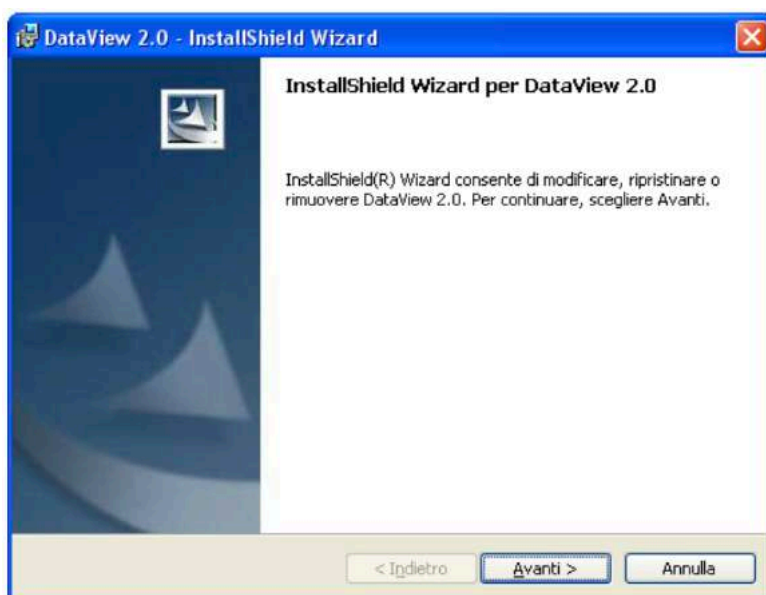 DataView 2.0 - InstallShield Wizard
InstallShield Wizard per DataView 2.0
InstallShield(R) Wizard consente di modificare, ripristinare o
rimuovere DataView 2.0. Per continuare, scegliere Avanti.
< Indietro
Avanti >
Annulla